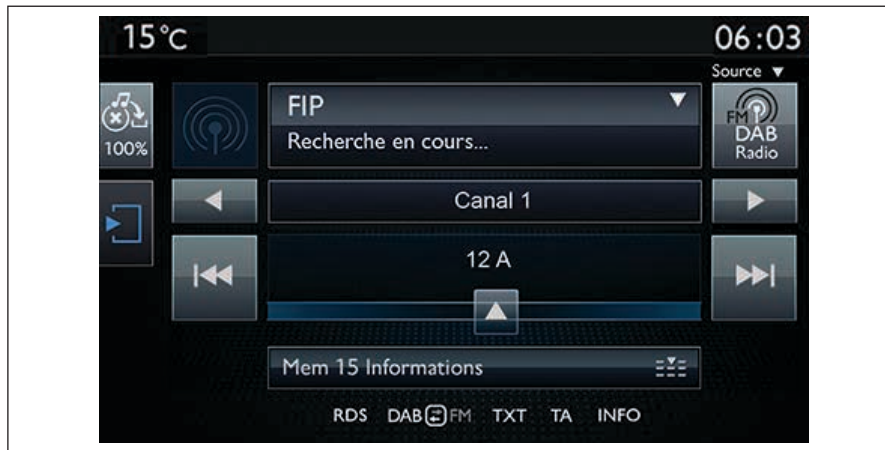 15°C
06:03
Source ▼
FIP
Recherche en cours...
FM
DAB
Radio
100%
Canal 1
12 A
Mem 15 Informations
RDS DAB FM TXT TA INFO